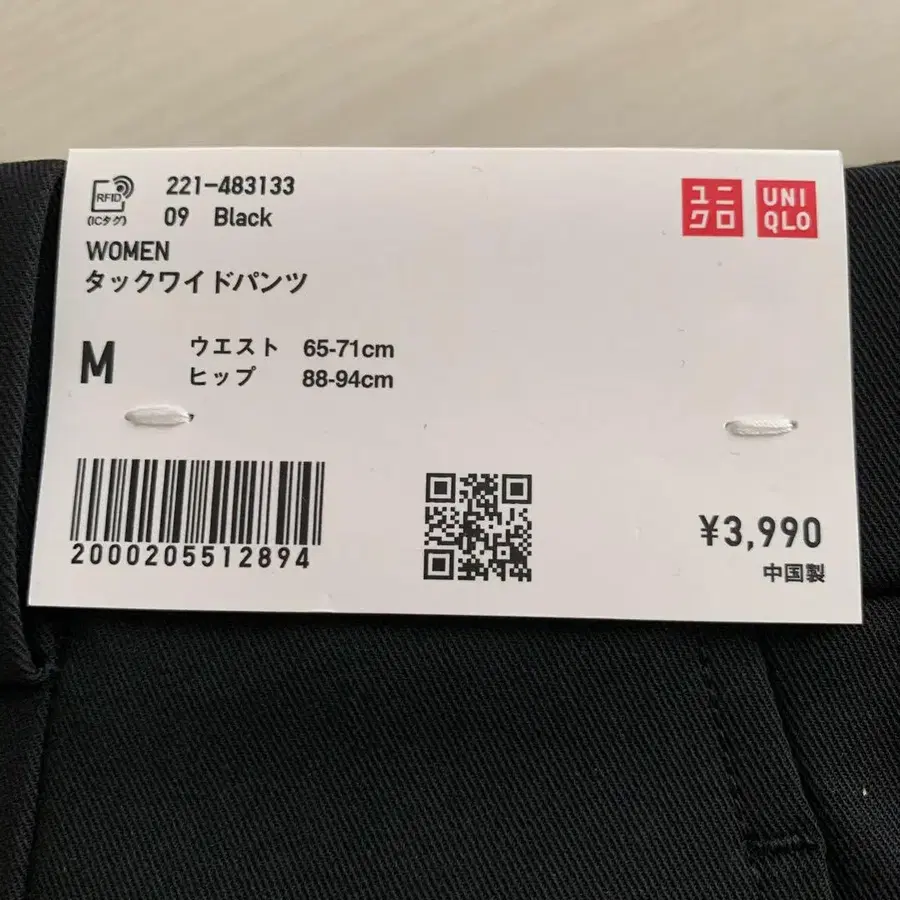 RFID
(ICタグ)
221-483133
09 Black
WOMEN
タックワイドパンツ
ユニ
クロ
UNI
QLO
M
ウエスト 65-71cm
ヒップ 88-94cm
2000205512894
¥3,990
中国製